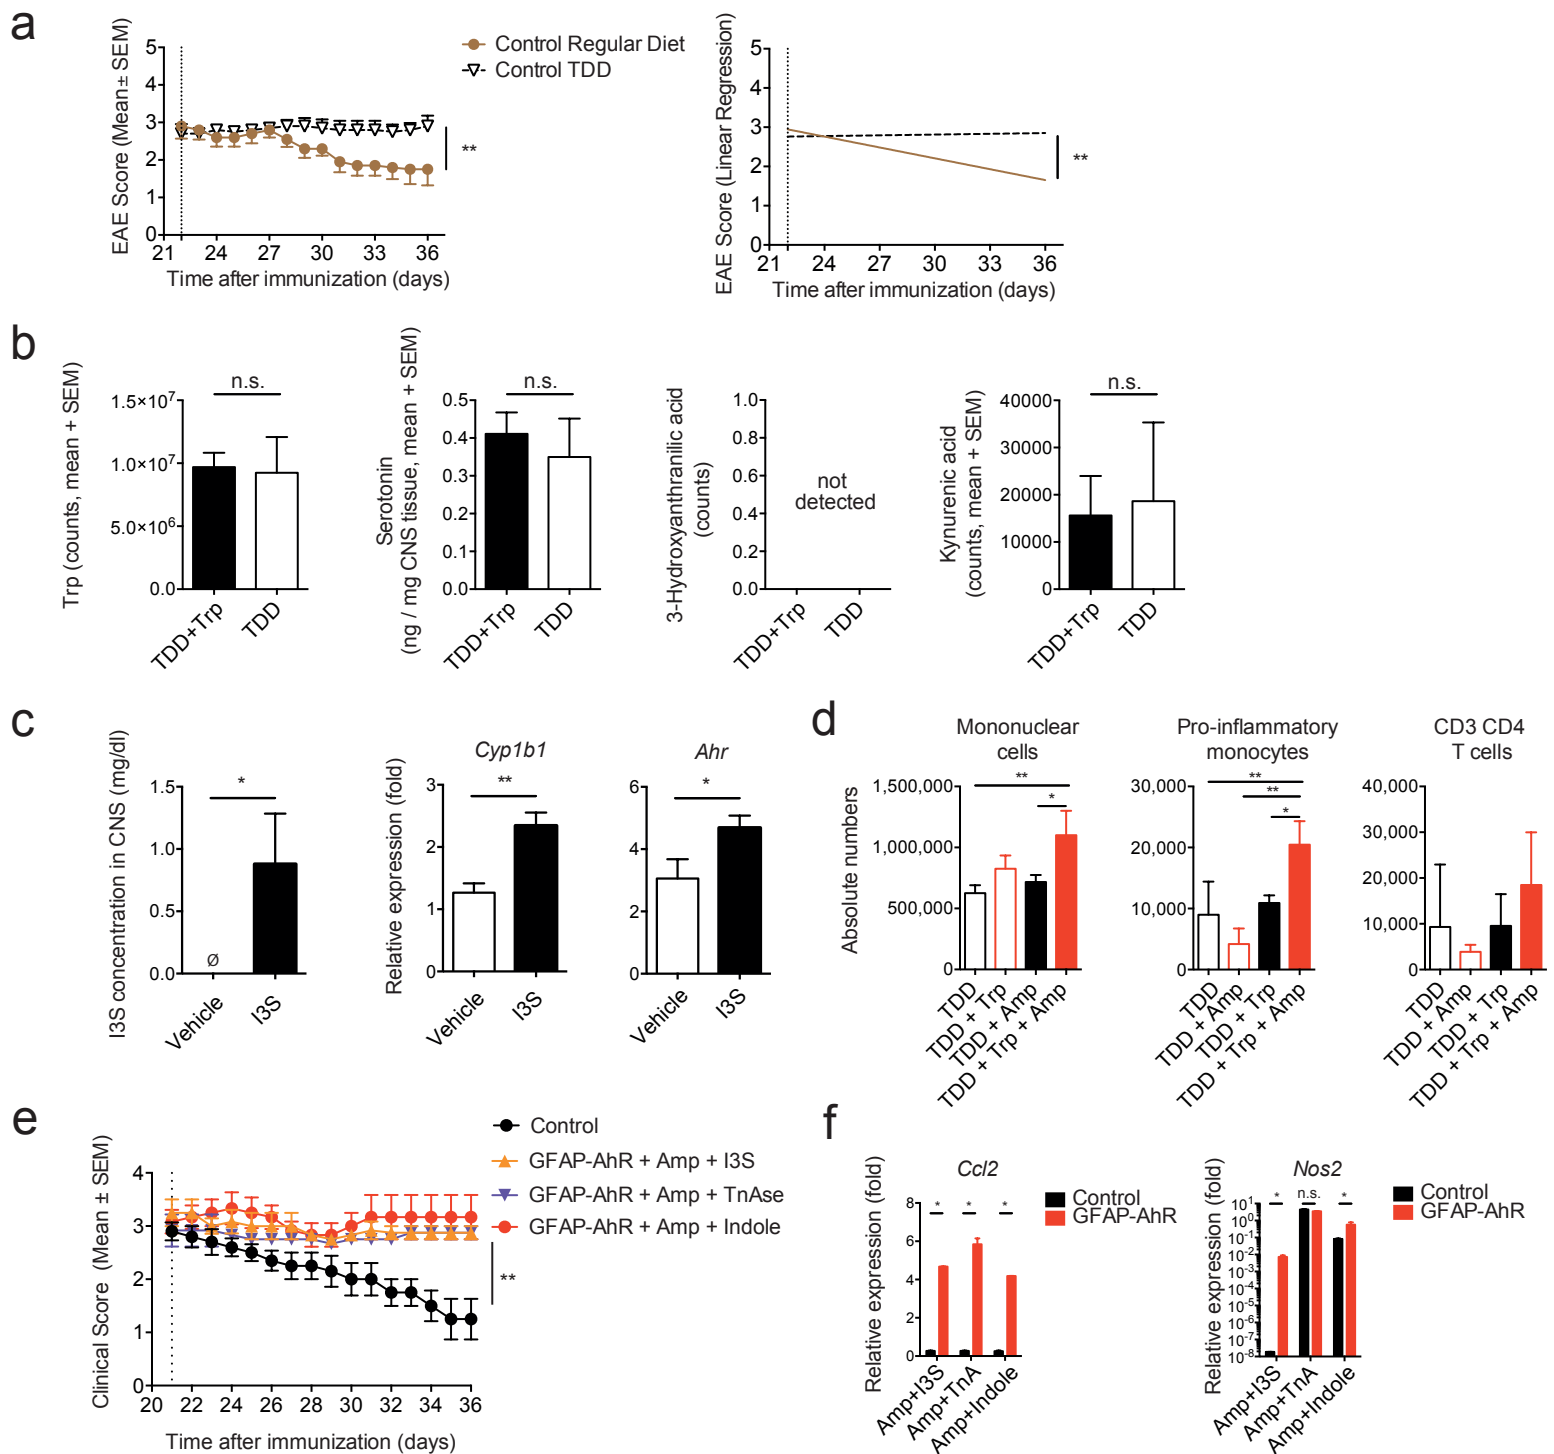 a
EAE Score (Mean± SEM)
5
4
3
2
1
0
21 24 27 30 33 36
Time after immunization (days)
Control Regular Diet
Control TDD
**
EAE Score (Linear Regression)
5
4
3
2
1
0
21 24 27 30 33 36
Time after immunization (days)
**
b
Trp (counts, mean + SEM)
n.s.
1.5×10⁷
1.0×10⁷
5.0×10⁶
0.0
TDD+Trp
TDD
Serotonin
(ng / mg CNS tissue, mean + SEM)
n.s.
0.5
0.4
0.3
0.2
0.1
0.0
TDD+Trp
TDD
3-Hydroxyanthranilic acid
(counts)
1.0
0.8
0.6
0.4
0.2
0.0
not
detected
TDD+Trp
TDD
Kynurenic acid
(counts, mean + SEM)
n.s.
40000
30000
20000
10000
0
TDD+Trp
TDD
c
I3S concentration in CNS (mg/dl)
*
1.5
1.0
0.5
0.0
Ø
Vehicle
I3S
Relative expression (fold)
Cyp1b1
**
3
2
1
0
Vehicle
I3S
Ahr
*
6
4
2
0
Vehicle
I3S
d
Absolute numbers
Mononuclear
cells
**
*
1,500,000
1,000,000
500,000
0
TDD
TDD + Trp
TDD + Amp
TDD + Trp + Amp
Pro-inflammatory
monocytes
**
**
*
30,000
20,000
10,000
0
TDD
TDD + Amp
TDD + Trp
TDD + Trp + Amp
CD3 CD4
T cells
40,000
30,000
20,000
10,000
0
TDD
TDD + Amp
TDD + Trp
TDD + Trp + Amp
e
Clinical Score (Mean ± SEM)
4
3
2
1
0
20 22 24 26 28 30 32 34 36
Time after immunization (days)
Control
GFAP-AhR + Amp + I3S
GFAP-AhR + Amp + TnAse
GFAP-AhR + Amp + Indole
**
f
Relative expression (fold)
Ccl2
8
6
4
2
0
* * *
Amp+I3S
Amp+TnA
Amp+Indole
Control
GFAP-AhR
Relative expression (fold)
Nos2
* n.s. *
10¹
10⁰
10⁻¹
10⁻²
10⁻³
10⁻⁴
10⁻⁵
10⁻⁶
10⁻⁷
10⁻⁸
Amp+I3S
Amp+TnA
Amp+Indole
Control
GFAP-AhR